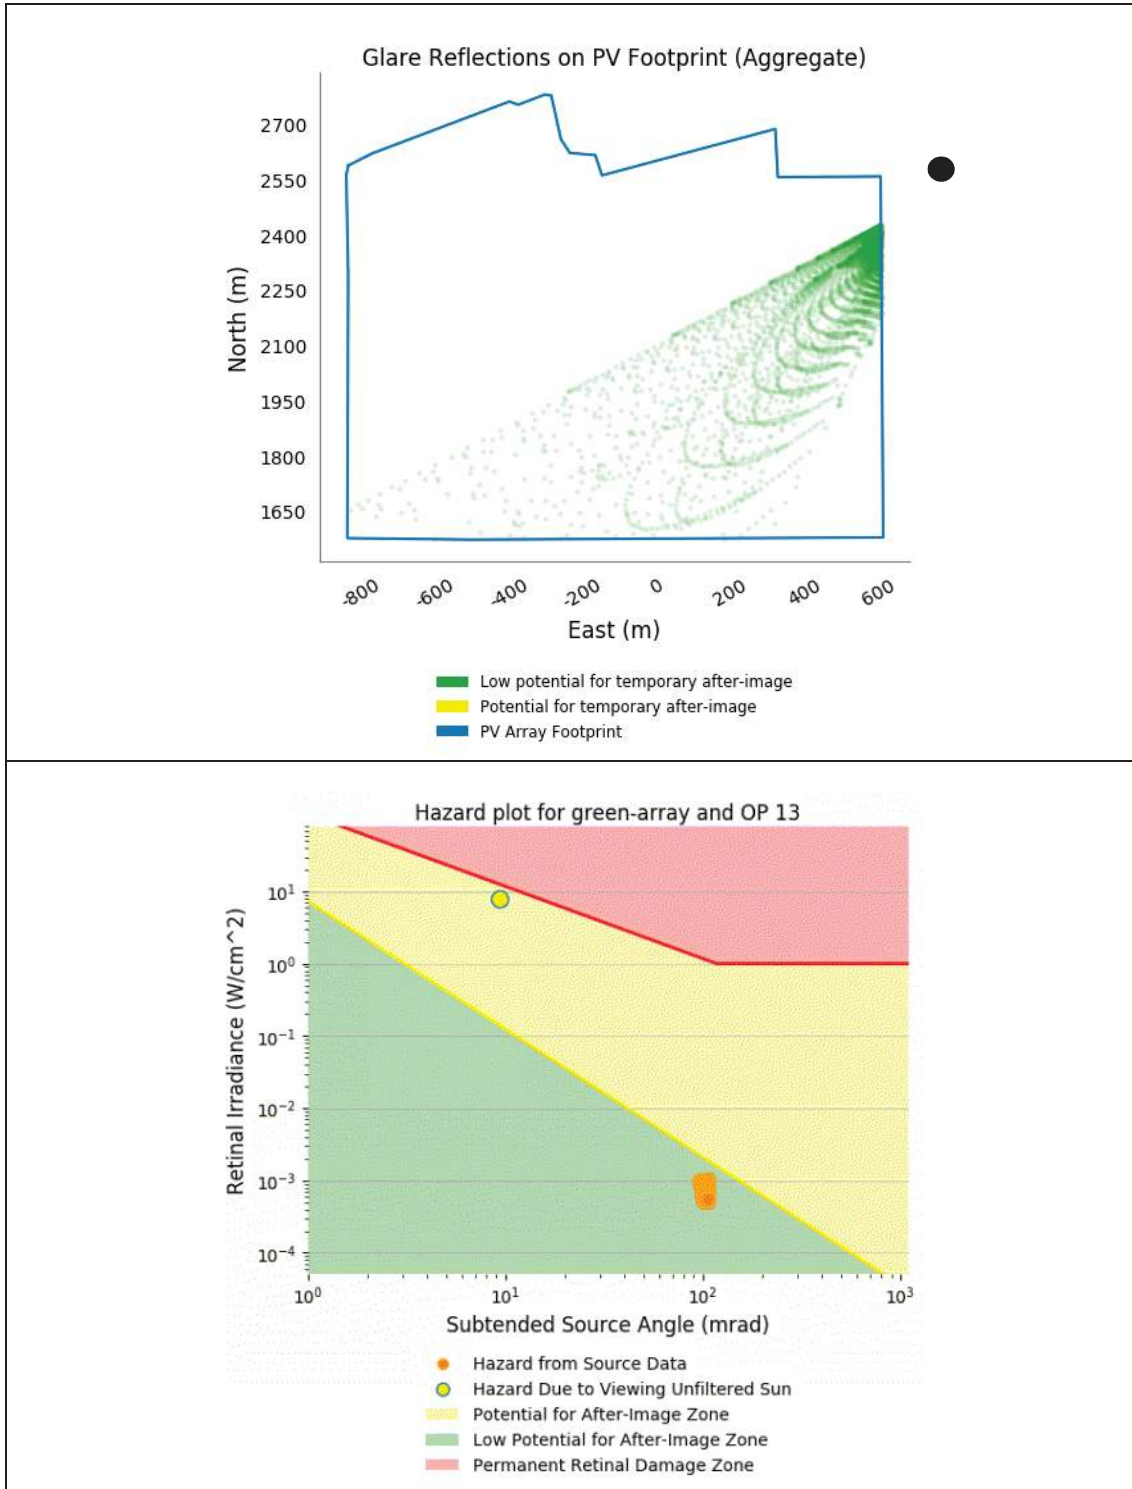 Glare Reflections on PV Footprint (Aggregate)
2700
2550
2400
2250
2100
1950
1800
1650
North (m)
-800 -600 -400 -200 0 200 400 600
East (m)
Low potential for temporary after-image
Potential for temporary after-image
PV Array Footprint
Hazard plot for green-array and OP 13
10^1
10^0
10^-1
10^-2
10^-3
10^-4
Retinal Irradiance (W/cm^2)
10^0 10^1 10^2 10^3
Subtended Source Angle (mrad)
Hazard from Source Data
Hazard Due to Viewing Unfiltered Sun
Potential for After-Image Zone
Low Potential for After-Image Zone
Permanent Retinal Damage Zone